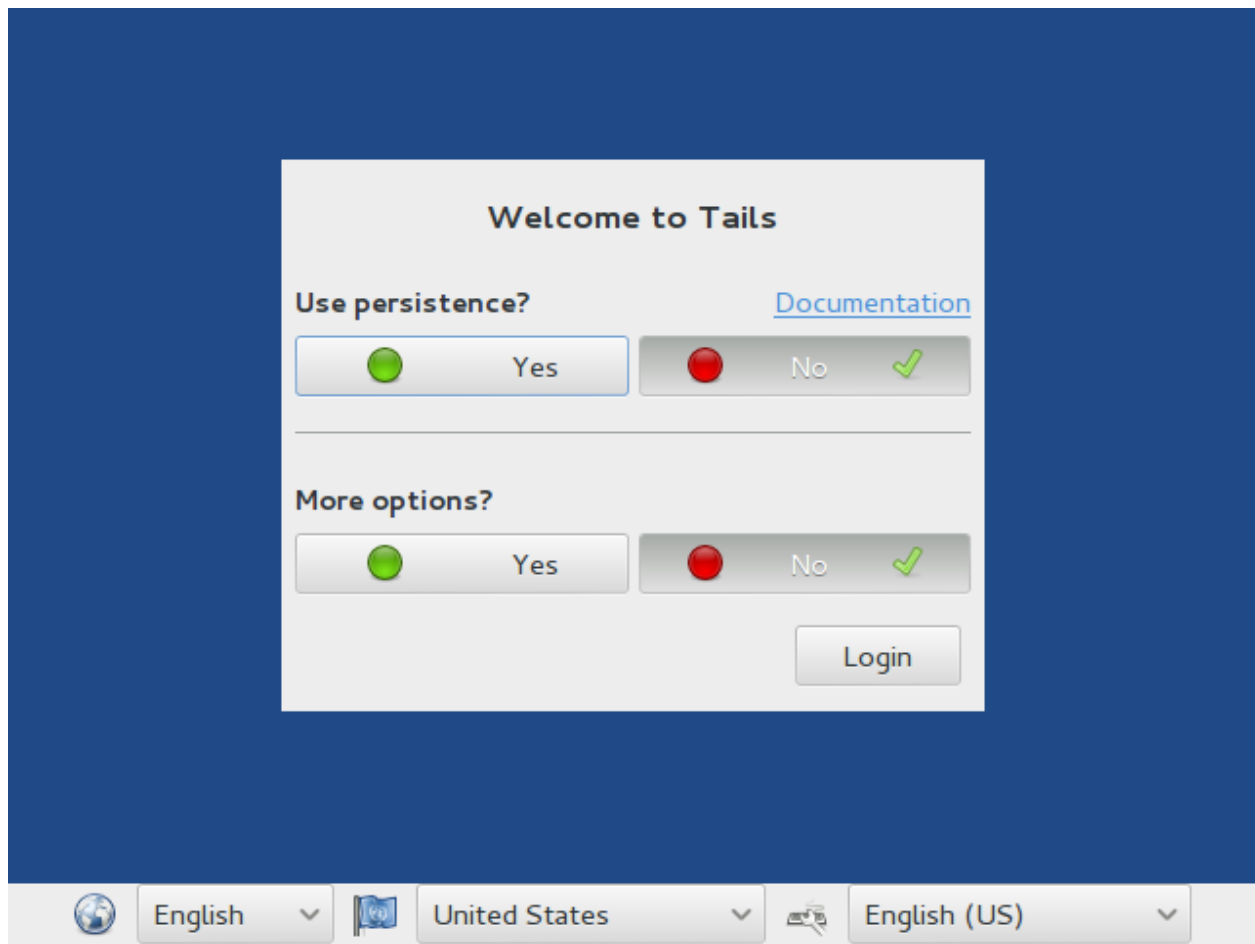 Welcome to Tails
Use persistence? Documentation
Yes No
More options?
Yes No
Login
English United States English (US)